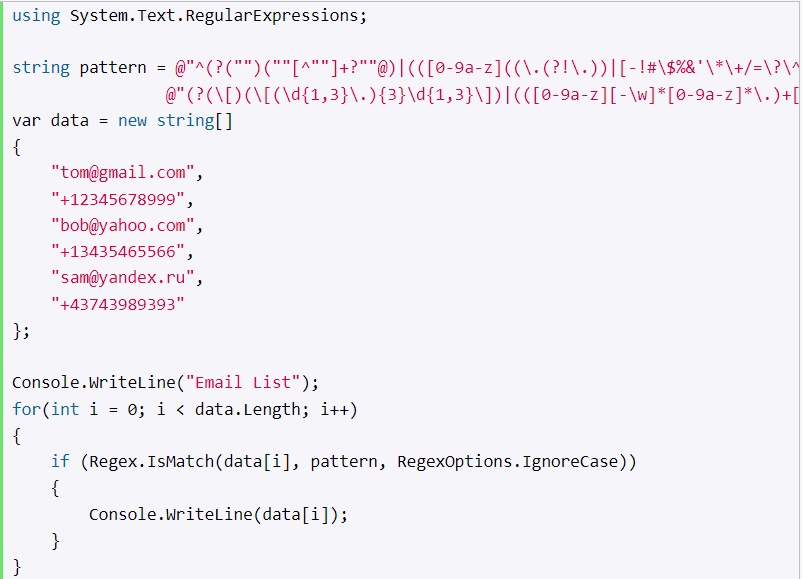 using System.Text.RegularExpressions;
string pattern = @"^(?("")(""[^""]+?""@)|(([0-9a-z]((\.(?!\.))|[-!#\$%&'\*\+/=\?\^
@"(?(\[)(\[(\d{1,3}\.){3}\d{1,3}\])|(([0-9a-z][-\w]*[0-9a-z]*\.)+[
var data = new string[]
{
"tom@gmail.com",
"+12345678999",
"bob@yahoo.com",
"+13435465566",
"sam@yandex.ru",
"+43743989393"
};
Console.WriteLine("Email List");
for(int i = 0; i < data.Length; i++)
{
if (Regex.IsMatch(data[i], pattern, RegexOptions.IgnoreCase))
{
Console.WriteLine(data[i]);
}
}